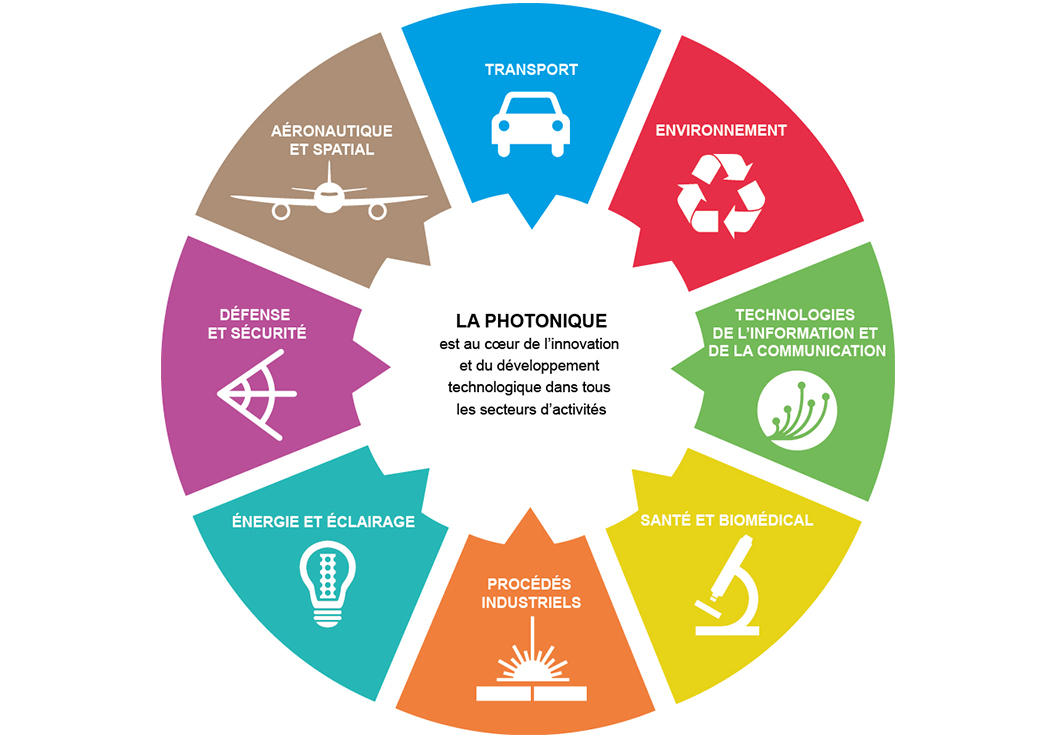 TRANSPORT
ENVIRONNEMENT
TECHNOLOGIES
DE L’INFORMATION ET
DE LA COMMUNICATION
SANTÉ ET BIOMÉDICAL
PROCÉDÉS
INDUSTRIELS
ÉNERGIE ET ÉCLAIRAGE
DÉFENSE
ET SÉCURITÉ
AÉRONAUTIQUE
ET SPATIAL
LA PHOTONIQUE
est au cœur de l’innovation
et du développement
technologique dans tous
les secteurs d’activités